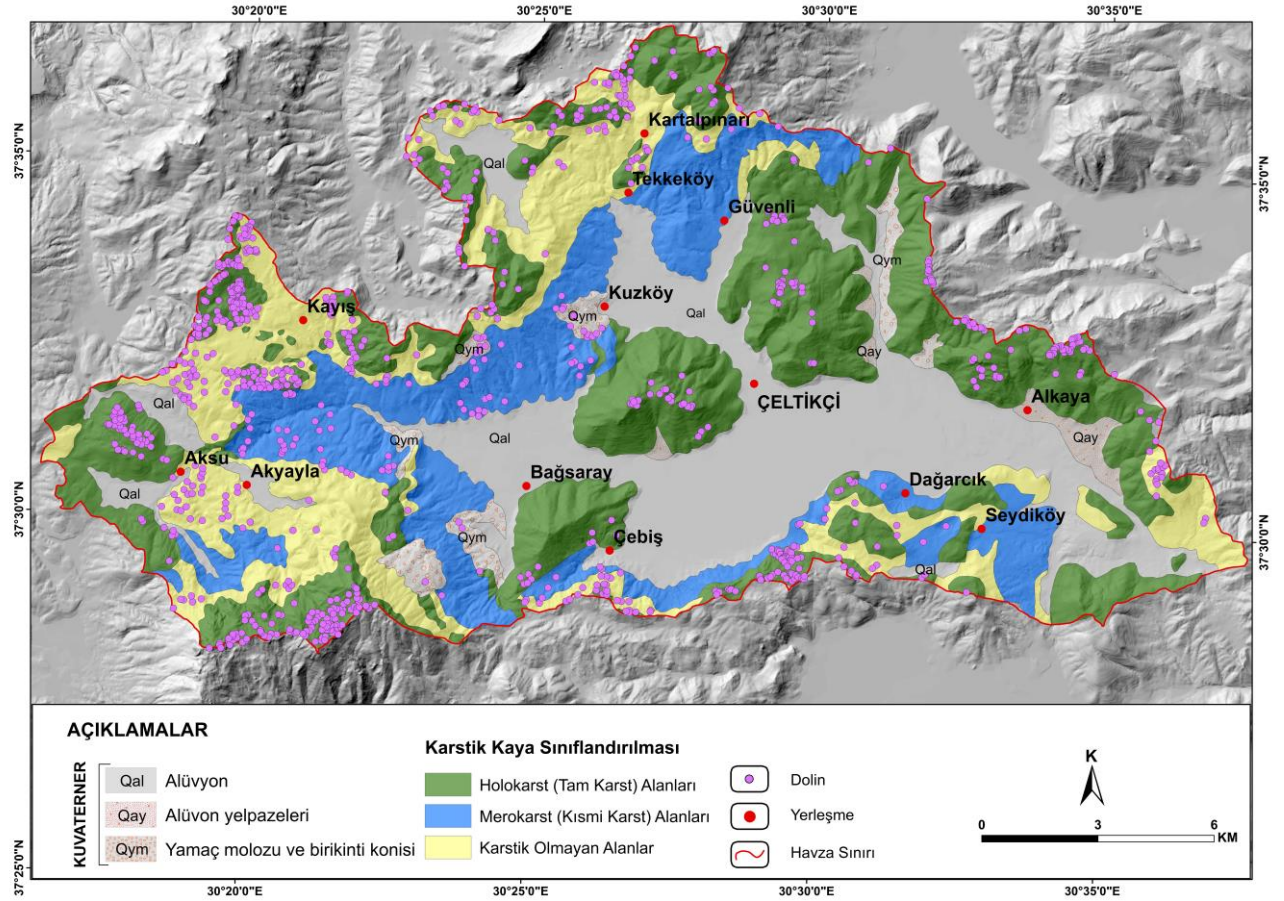 30°20'0"E 30°25'0"E 30°30'0"E 30°35'0"E
37°35'0"N
37°35'0"N
Kartalpınarı
Qal
Tekkeköy
Güvenli
Qym
Kuzköy
Kayış
Qym
Qal
Qym
Qay
ÇELTİKÇİ
Alkaya
Qal
Qym
Qal
Qay
Aksu
Akyayla
Bağsaray
Dağarcık
Qal
37°30'0"N
Seydiköy
Qym
Çebiş
37°30'0"N
Qal
AÇIKLAMALAR
KUVATERNER
Qal Alüvyon
Qay Alüvon yelpazeleri
Qym Yamaç molozu ve birikinti konisi
Karstik Kaya Sınıflandırılması
Holokarst (Tam Karst) Alanları
Merokarst (Kısmi Karst) Alanları
Karstik Olmayan Alanlar
Dolin
Yerleşme
Havza Sınırı
K
0 3 6
KM
37°25'0"N
30°20'0"E 30°25'0"E 30°30'0"E 30°35'0"E